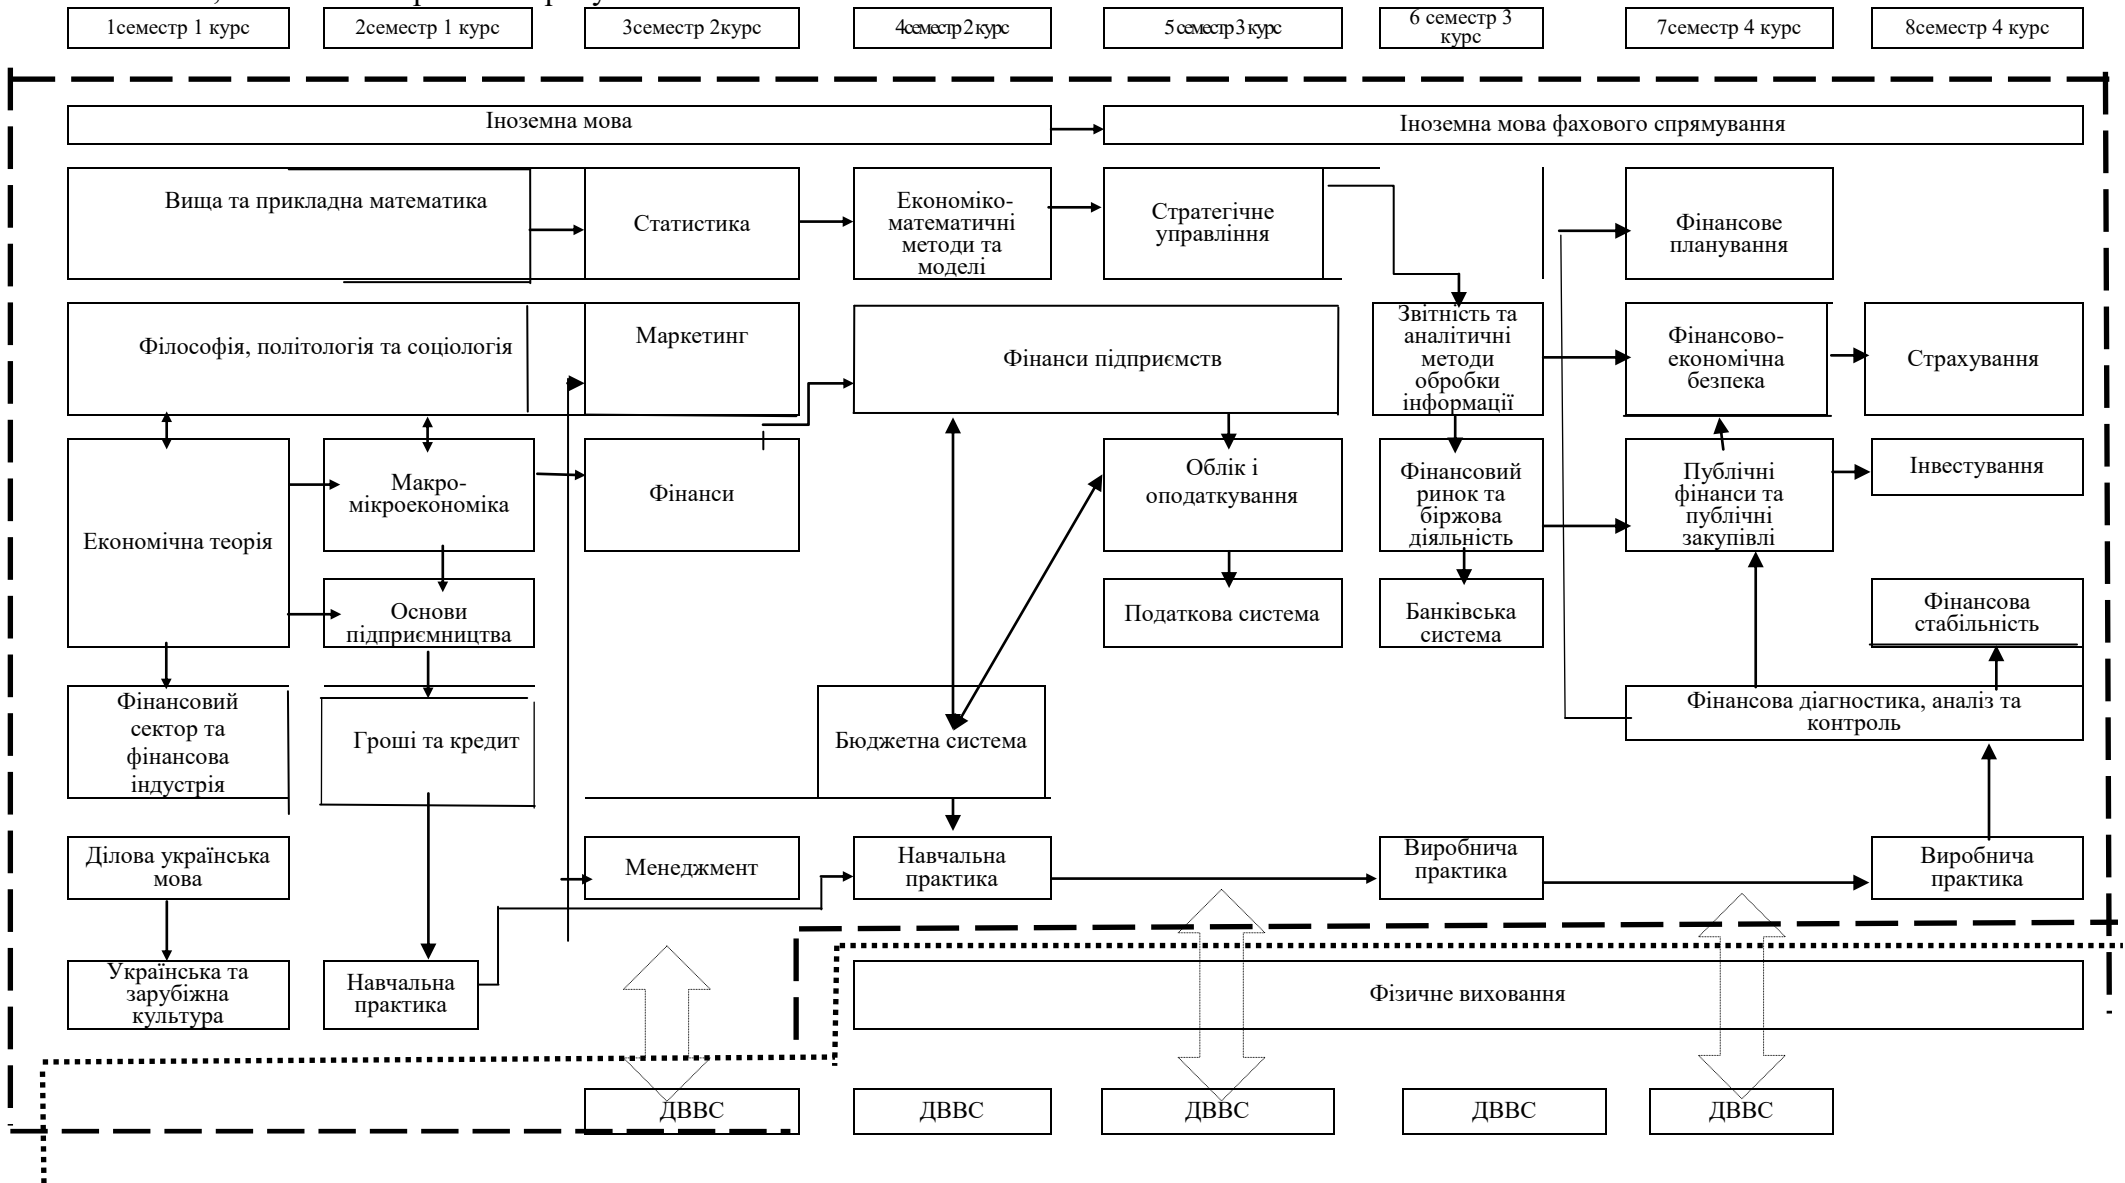 1семестр 1 курс
2семестр 1 курс
3семестр 2курс
4семестр 2 курс
5 семестр 3 курс
6 семестр 3
курс
7семестр 4 курс
8семестр 4 курс
Іноземна мова
Іноземна мова фахового спрямування
Вища та прикладна математика
Статистика
Економіко-
математичні
методи та
моделі
Стратегічне
управління
Фінансове
планування
Філософія, політологія та соціологія
Маркетинг
Фінанси підприємств
Звітність та
аналітичні
методи
обробки
інформації
Фінансово-
економічна
безпека
Страхування
Економічна теорія
Макро-
мікроекономіка
Фінанси
Облік і
оподаткування
Фінансовий
ринок та
біржова
діяльність
Публічні
фінанси та
публічні
закупівлі
Інвестування
Основи
підприємництва
Податкова система
Банківська
система
Фінансова
стабільність
Фінансовий
сектор та
фінансова
індустрія
Гроші та кредит
Бюджетна система
Фінансова діагностика, аналіз та
контроль
Ділова українська
мова
Менеджмент
Навчальна
практика
Виробнича
практика
Виробнича
практика
Українська та
зарубіжна
культура
Навчальна
практика
Фізичне виховання
ДВВС
ДВВС
ДВВС
ДВВС
ДВВС